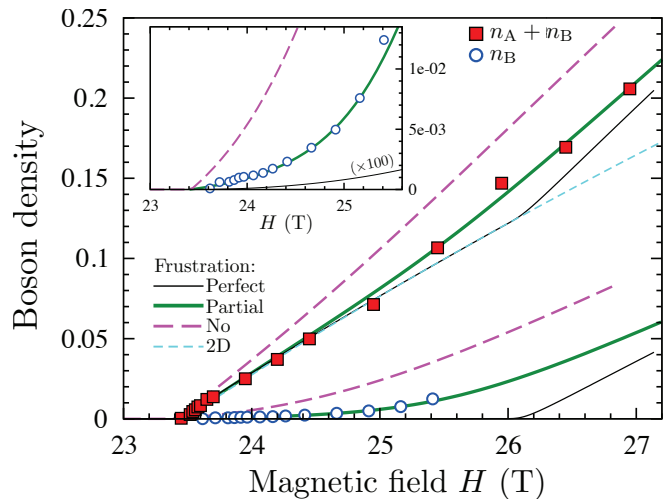 0.25
0.2
0.15
0.1
0.05
0
Boson density
23
24
25
26
27
Magnetic field H (T)
n_A + n_B
n_B
1e-02
5e-03
0
(×100)
23
24
25
H (T)
Frustration:
Perfect
Partial
No
2D